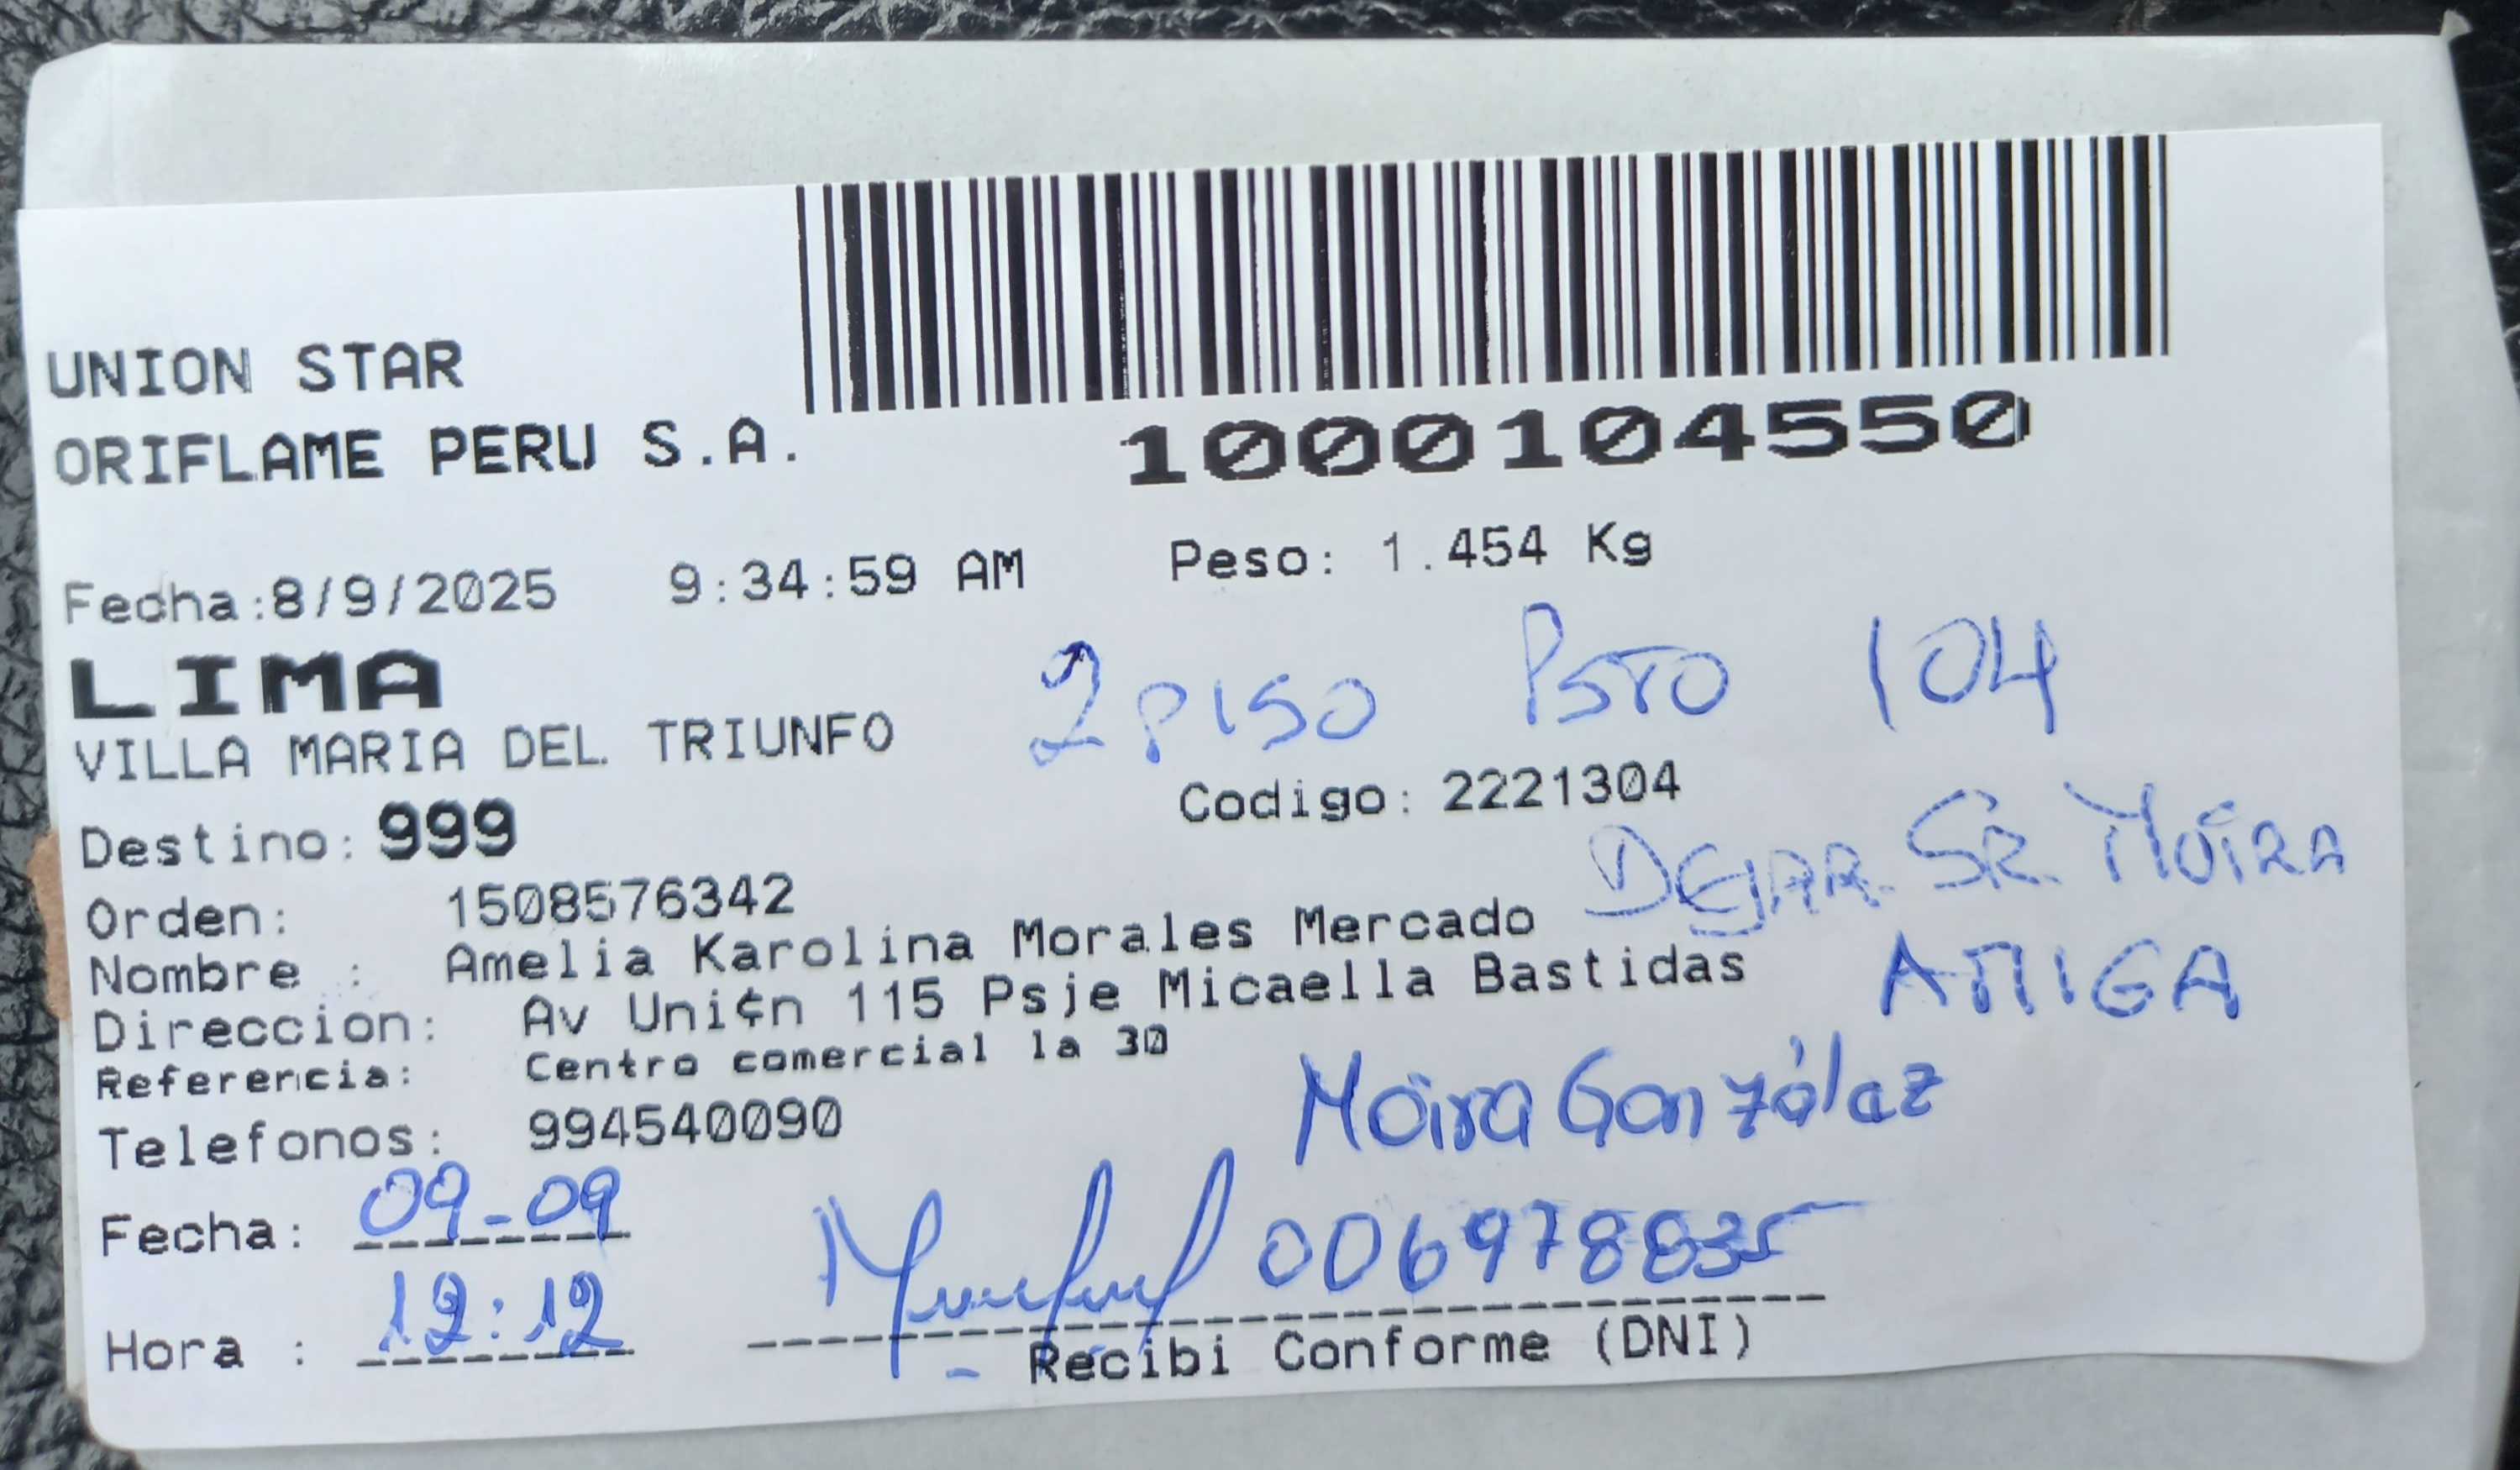 UNION STAR
ORIFLAME PERU S.A.
1000104550
Fecha:8/9/2025 9:34:59 AM Peso: 1.454 Kg
LIMA
2 PISO PSTO 104
VILLA MARIA DEL TRIUNFO
Destino: 999 Codigo: 2221304
DEJAR SR. MOIRA
AMIGA
Orden: 1508576342
Nombre : Amelia Karolina Morales Mercado
Direccion: Av Uni¢n 115 Psje Micaella Bastidas
Referencia: Centro comercial la 30
Telefonos: 994540090
Moira Gonzálaz
Fecha: 09-09
006978835
Hora : 12:12
Recibi Conforme (DNI)